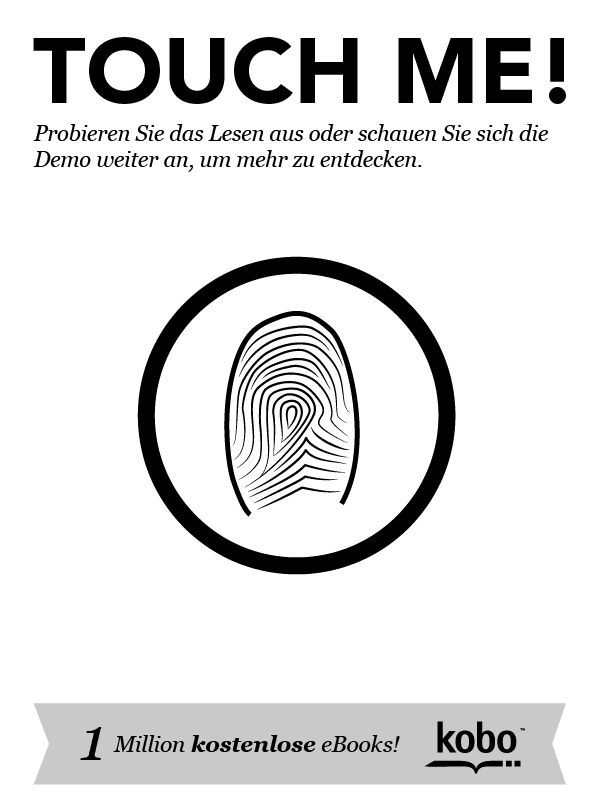 TOUCH ME!
Probieren Sie das Lesen aus oder schauen Sie sich die
Demo weiter an, um mehr zu entdecken.
1 Million kostenlose eBooks!
kobo™